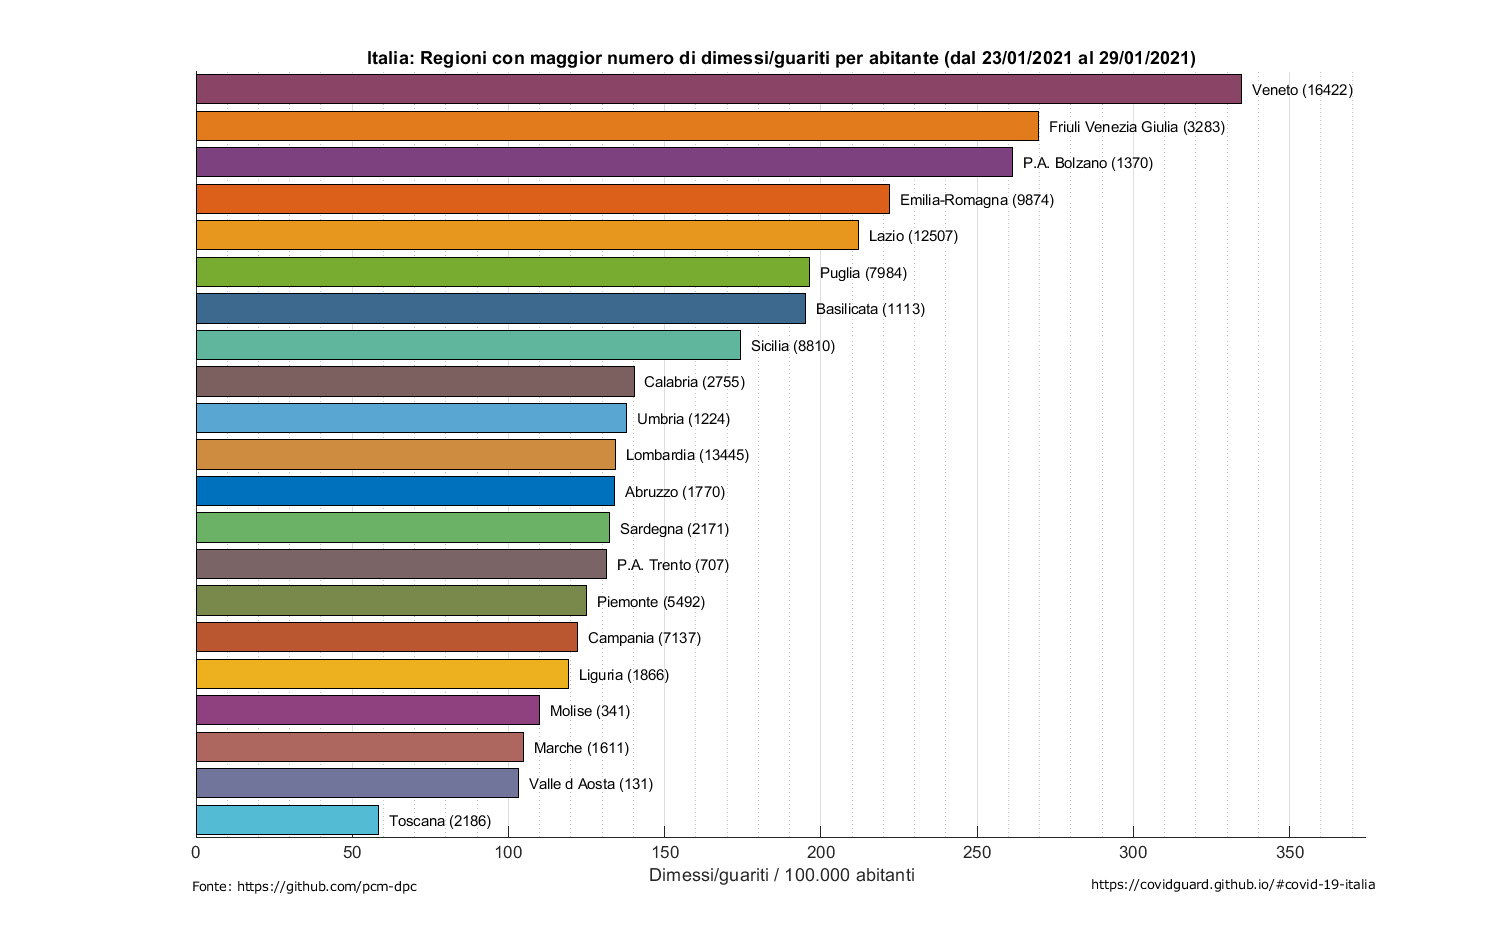 Italia: Regioni con maggior numero di dimessi/guariti per abitante (dal 23/01/2021 al 29/01/2021)
Veneto (16422)
Friuli Venezia Giulia (3283)
P.A. Bolzano (1370)
Emilia-Romagna (9874)
Lazio (12507)
Puglia (7984)
Basilicata (1113)
Sicilia (8810)
Calabria (2755)
Umbria (1224)
Lombardia (13445)
Abruzzo (1770)
Sardegna (2171)
P.A. Trento (707)
Piemonte (5492)
Campania (7137)
Liguria (1866)
Molise (341)
Marche (1611)
Valle d Aosta (131)
Toscana (2186)
0 50 100 150 200 250 300 350
Dimessi/guariti / 100.000 abitanti
Fonte: https://github.com/pcm-dpc
https://covidguard.github.io/#covid-19-italia